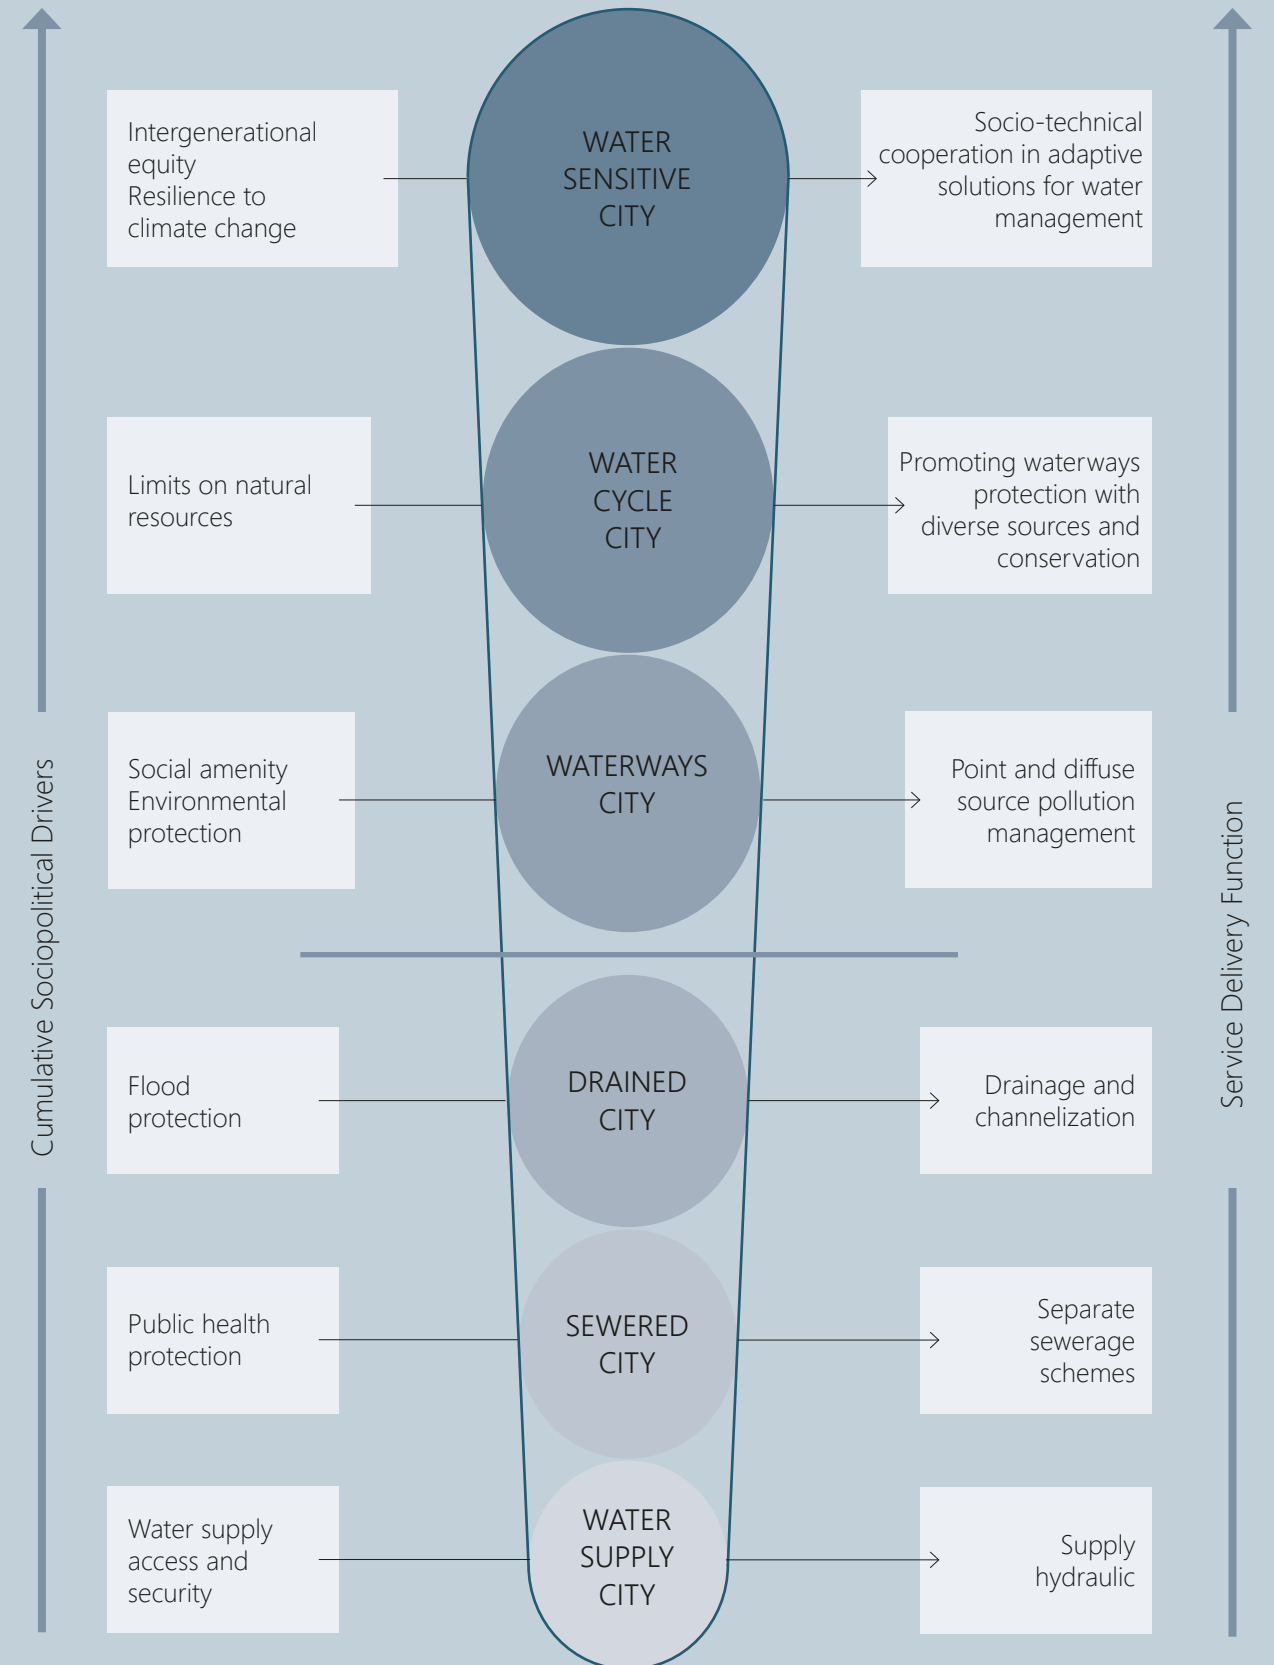 Intergenerational
equity
Resilience to
climate change
WATER
SENSITIVE
CITY
Socio-technical
cooperation in adaptive
solutions for water
management
Limits on natural
resources
WATER
CYCLE
CITY
Promoting waterways
protection with
diverse sources and
conservation
Social amenity
Environmental
protection
WATERWAYS
CITY
Point and diffuse
source pollution
management
Cumulative Sociopolitical Drivers
Service Delivery Function
Flood
protection
DRAINED
CITY
Drainage and
channelization
Public health
protection
SEWERED
CITY
Separate
sewerage
schemes
Water supply
access and
security
WATER
SUPPLY
CITY
Supply
hydraulic